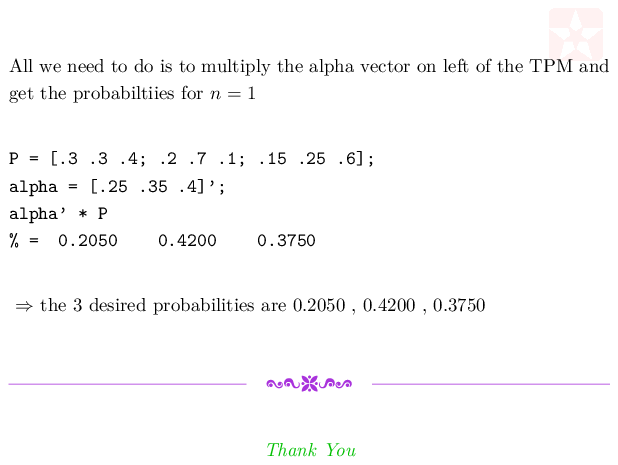 All we need to do is to multiply the alpha vector on left of the TPM and
get the probabiltiies for n = 1
P = [.3 .3 .4; .2 .7 .1; .15 .25 .6];
alpha = [.25 .35 .4]’;
alpha’ * P
% = 0.2050 0.4200 0.3750
⇒ the 3 desired probabilities are 0.2050 , 0.4200 , 0.3750
Thank You